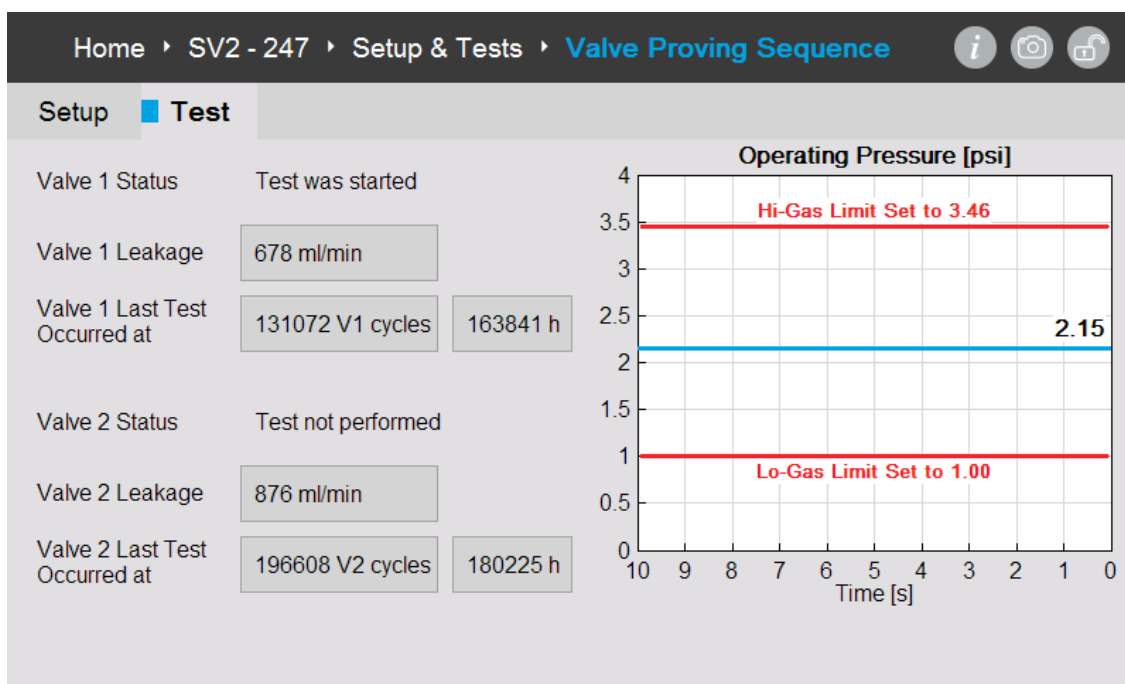 Home ‣ SV2 - 247 ‣ Setup & Tests ‣ Valve Proving Sequence
Setup Test
Valve 1 Status Test was started
Valve 1 Leakage 678 ml/min
Valve 1 Last Test
Occurred at
131072 V1 cycles 163841 h
Valve 2 Status Test not performed
Valve 2 Leakage 876 ml/min
Valve 2 Last Test
Occurred at
196608 V2 cycles 180225 h
Operating Pressure [psi]
4
Hi-Gas Limit Set to 3.46
3.5
3
2.5
2.15
2
1.5
1
Lo-Gas Limit Set to 1.00
0.5
0
10 9 8 7 6 5 4 3 2 1 0
Time [s]